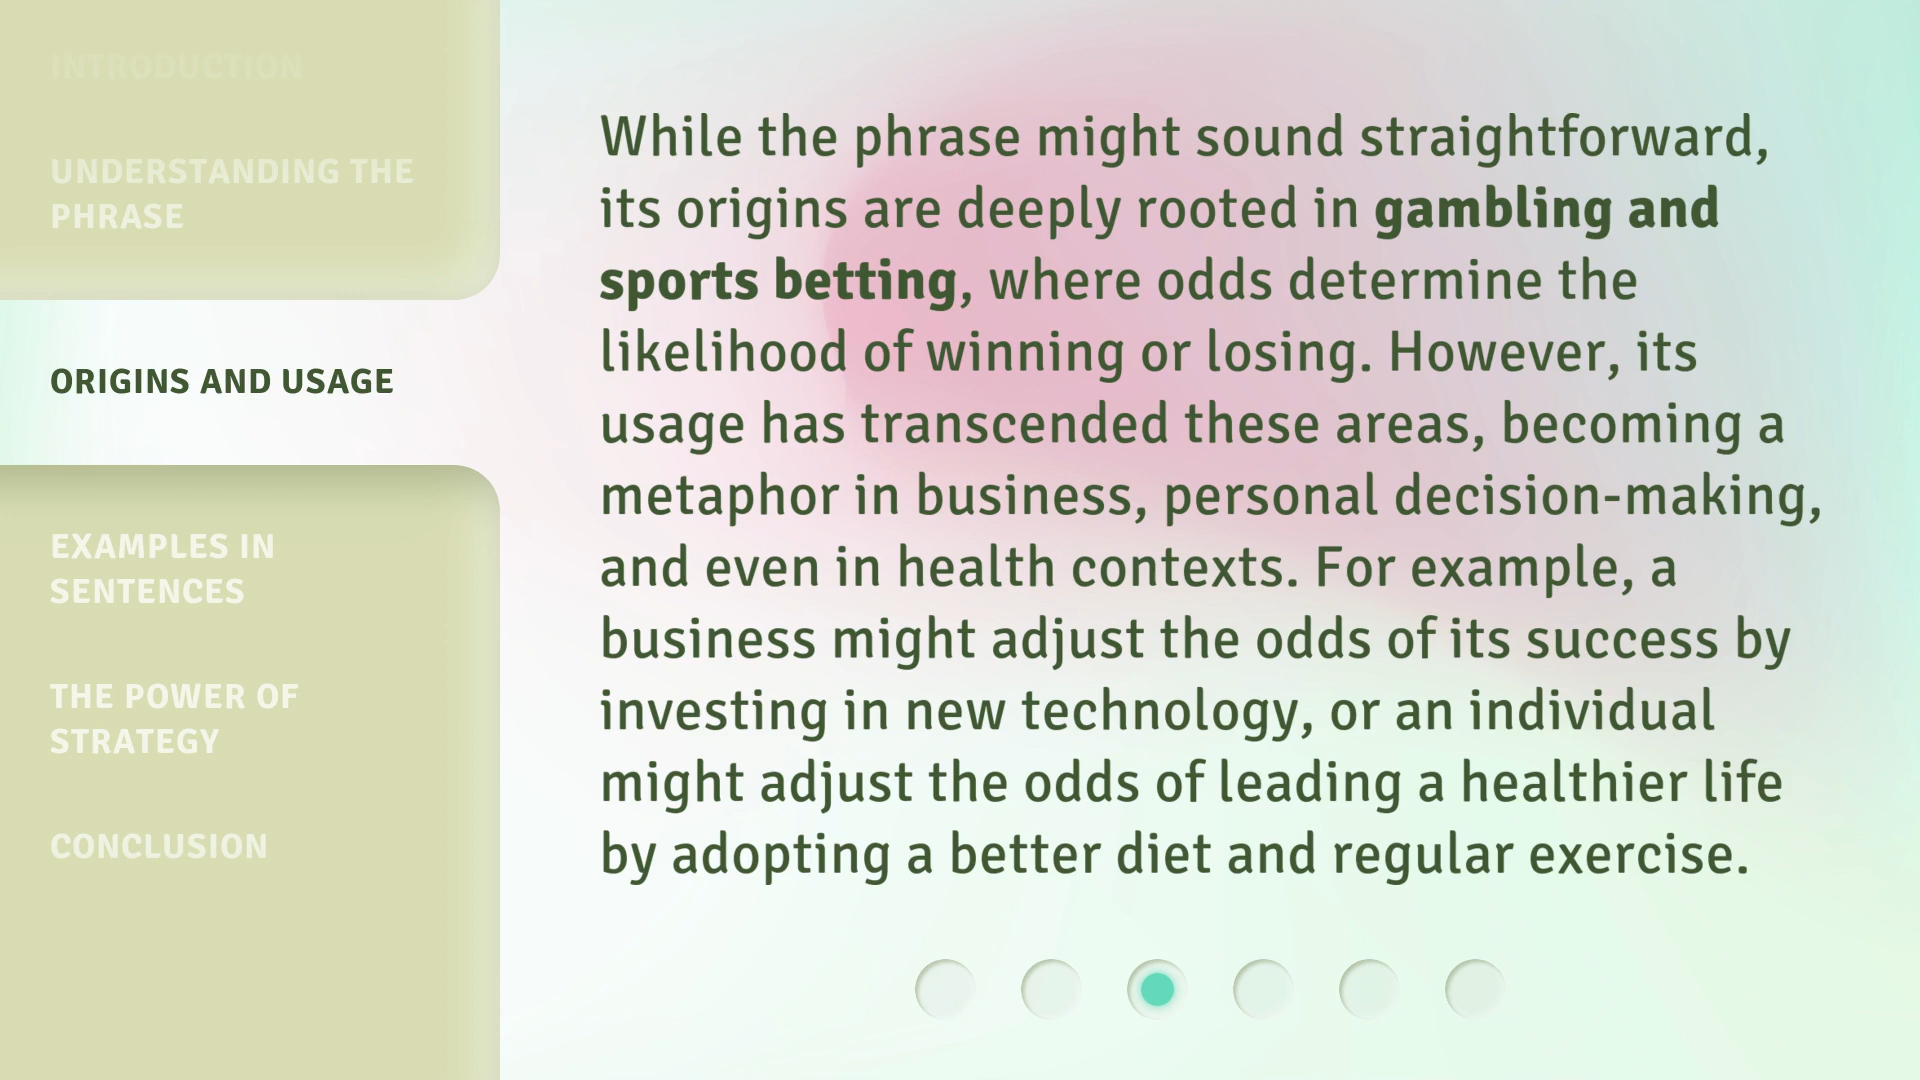 INTRODUCTION
UNDERSTANDING THE
PHRASE
ORIGINS AND USAGE
EXAMPLES IN
SENTENCES
THE POWER OF
STRATEGY
CONCLUSION
While the phrase might sound straightforward,
its origins are deeply rooted in gambling and
sports betting, where odds determine the
likelihood of winning or losing. However, its
usage has transcended these areas, becoming a
metaphor in business, personal decision-making,
and even in health contexts. For example, a
business might adjust the odds of its success by
investing in new technology, or an individual
might adjust the odds of leading a healthier life
by adopting a better diet and regular exercise.